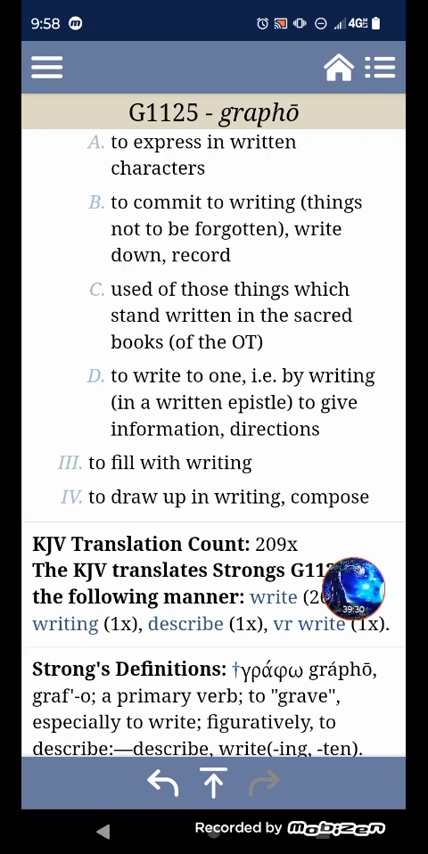 9:58 m 4G
G1125 - graphō
A. to express in written
characters
B. to commit to writing (things
not to be forgotten), write
down, record
C. used of those things which
stand written in the sacred
books (of the OT)
D. to write to one, i.e. by writing
(in a written epistle) to give
information, directions
III. to fill with writing
IV. to draw up in writing, compose
KJV Translation Count: 209x
The KJV translates Strongs
the following manner: write
39:30
writing (1x), describe (1x), vr write (1x).
Strong's Definitions: †γράφω gráphō,
graf'-o; a primary verb; to "grave",
especially to write; figuratively, to
describe:—describe, write(-ing, -ten).
Recorded by Mobizen